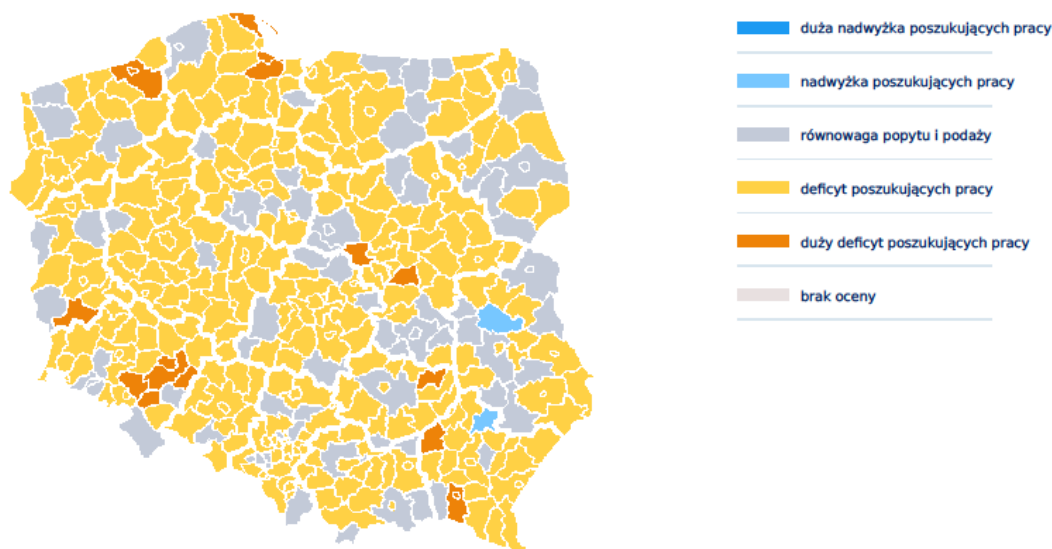 duża nadwyżka poszukujących pracy
nadwyżka poszukujących pracy
równowaga popytu i podaży
deficyt poszukujących pracy
duży deficyt poszukujących pracy
brak oceny